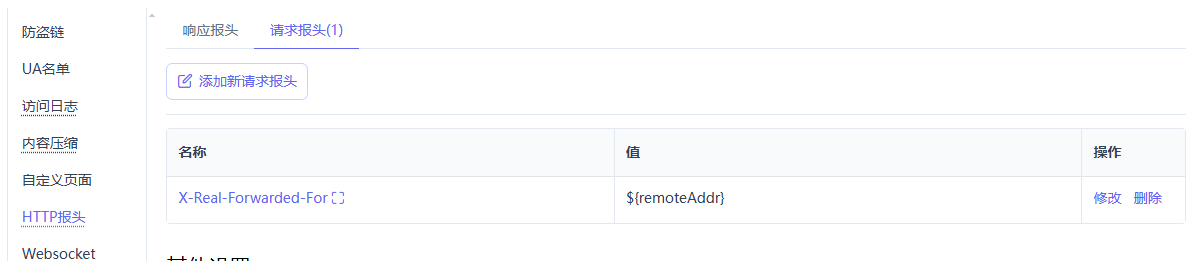 防盗链
UA名单
访问日志
内容压缩
自定义页面
HTTP报头
Websocket
响应报头 请求报头(1)
添加新请求报头
名称 值 操作
X-Real-Forwarded-For ${remoteAddr} 修改 删除